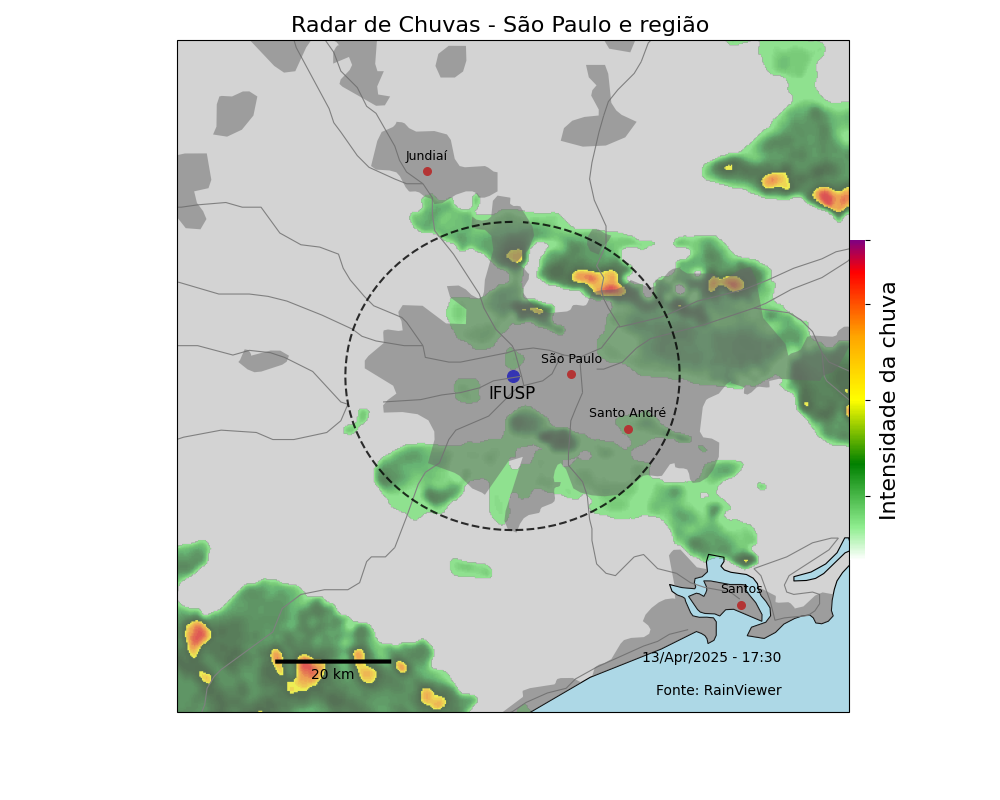 Radar de Chuvas - São Paulo e região
Jundiaí
São Paulo
IFUSP
Santo André
Santos
13/Apr/2025 - 17:30
20 km
Fonte: RainViewer
Intensidade da chuva